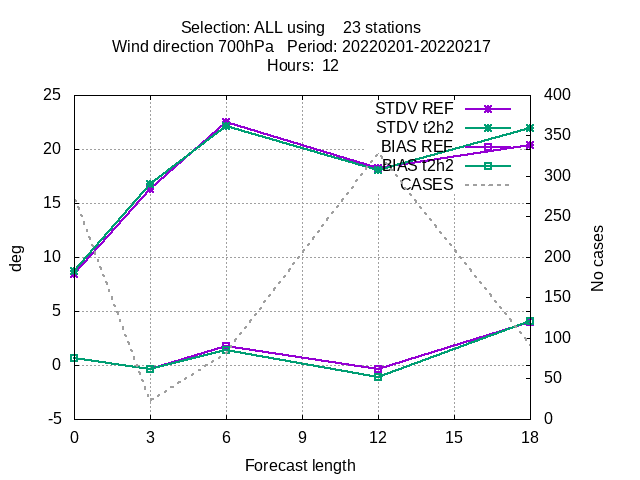 Selection: ALL using    23 stations
Wind direction 700hPa   Period: 20220201-20220217
Hours:  12
STDV REF
STDV t2h2
BIAS REF
BIAS t2h2
CASES
25
20
15
10
5
0
-5
deg
400
350
300
250
200
150
100
50
0
No cases
0 3 6 9 12 15 18
Forecast length